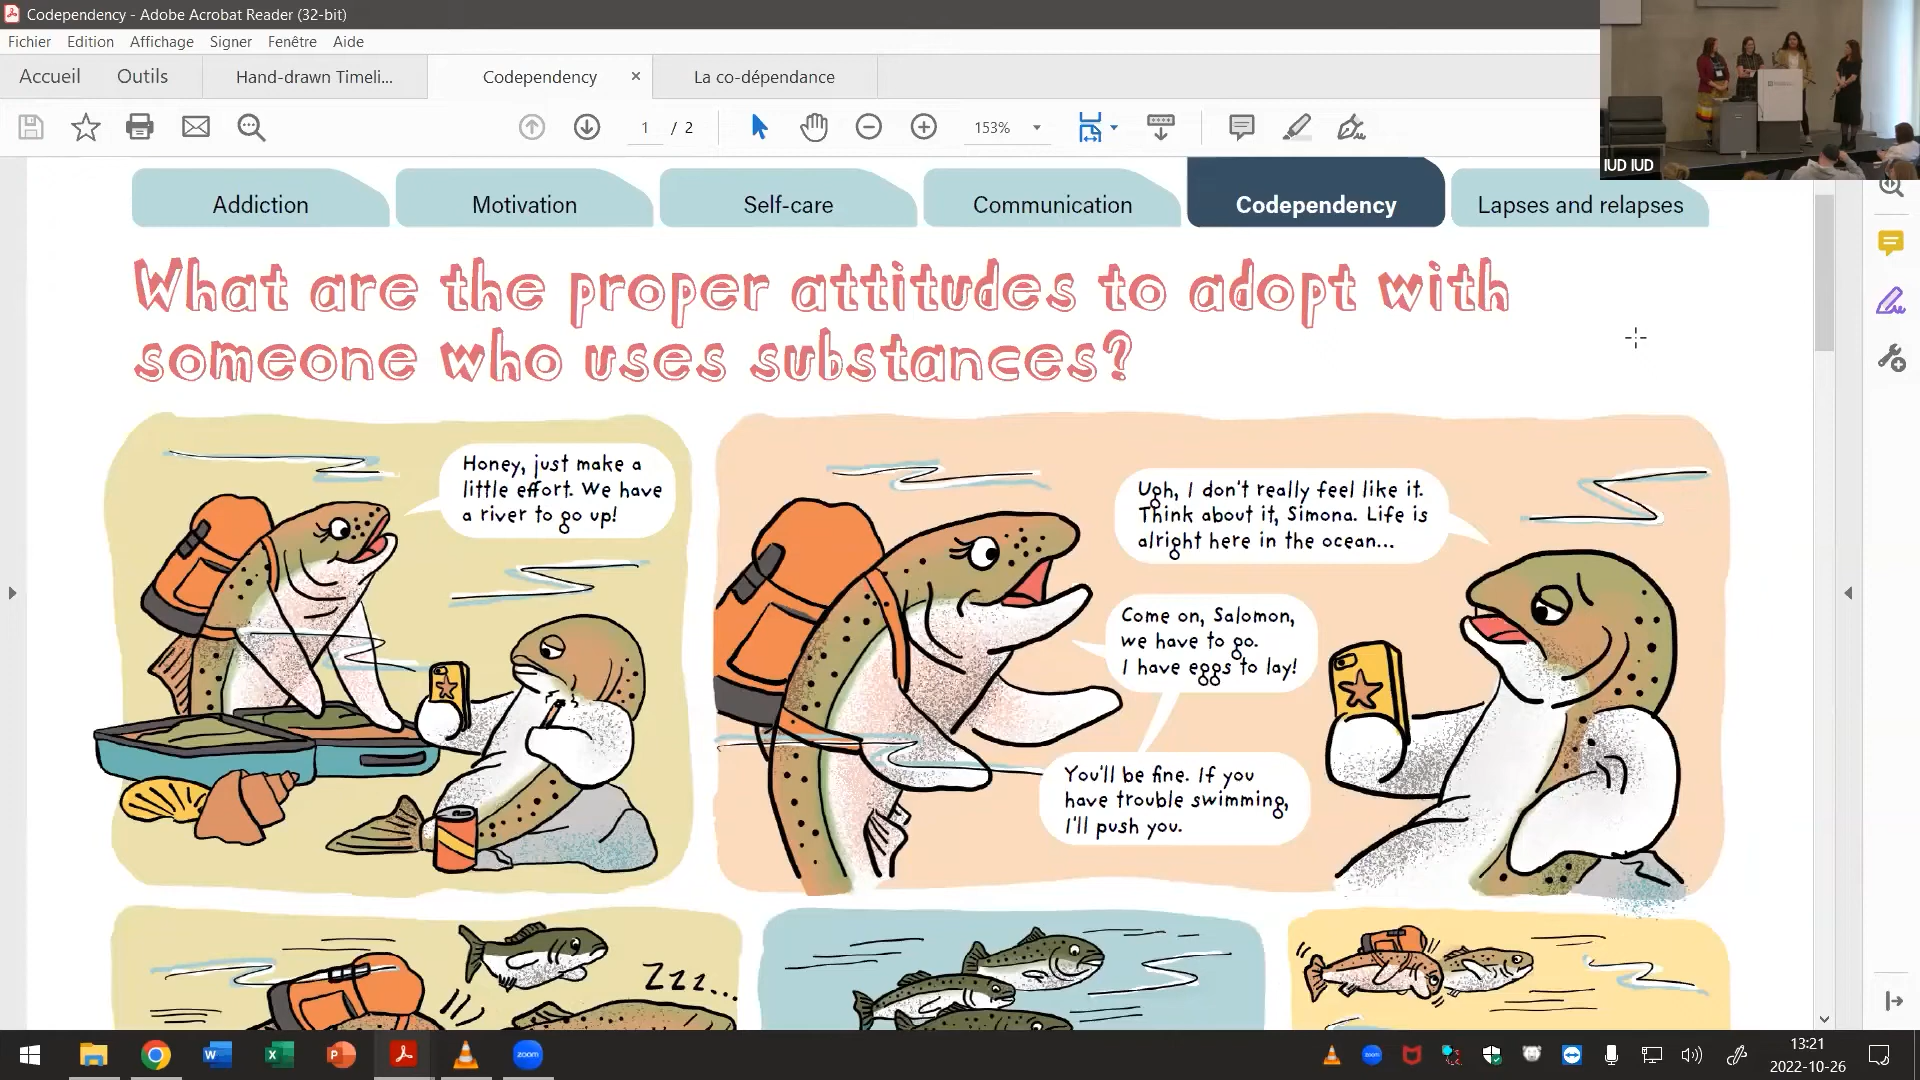 Codependency - Adobe Acrobat Reader (32-bit)
Fichier Edition Affichage Signer Fenêtre Aide
Accueil Outils Hand-drawn Timeli... Codependency × La co-dépendance
1 / 2 153%
IUD IUD
Addiction Motivation Self-care Communication Codependency Lapses and relapses
What are the proper attitudes to adopt with
someone who uses substances?
Honey, just make a
little effort. We have
a river to go up!
Ugh, I don't really feel like it.
Think about it, Simona. Life is
alright here in the ocean...
Come on, Salomon,
we have to go.
I have eggs to lay!
You'll be fine. If you
have trouble swimming,
I'll push you.
Zzz...
zoom
13:21
2022-10-26